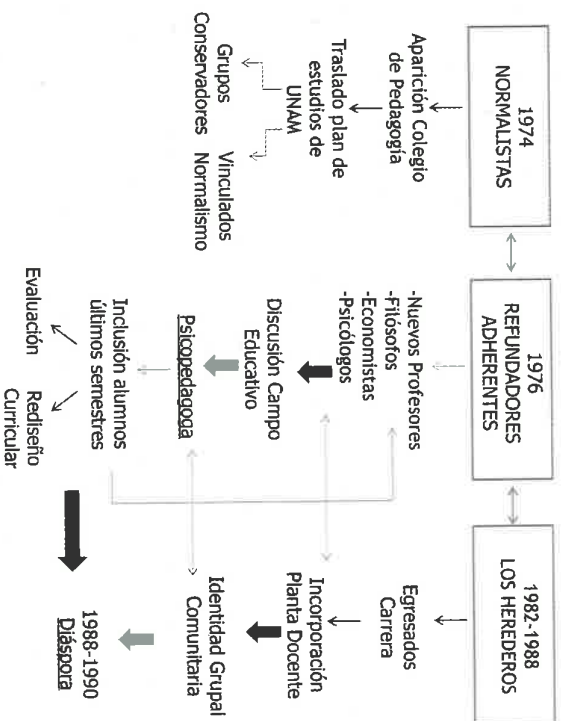 1974
NORMALISTAS
Aparición Colegio
de Pedagogía
Traslado plan de
estudios de
UNAM
Grupos
Conservadores
Vinculados
Normalismo
1976
REFUNDADORES
ADHERENTES
-Nuevos Profesores
-Filósofos
-Economistas
-Psicólogos
Discusión Campo
Educativo
Psicopedagoga
Inclusión alumnos
últimos semestres
Evaluación
Rediseño
Curricular
1982-1988
LOS HEREDEROS
Egresados
Carrera
Incorporación
Planta Docente
Identidad Grupal
Comunitaria
1988-1990
Diáspora